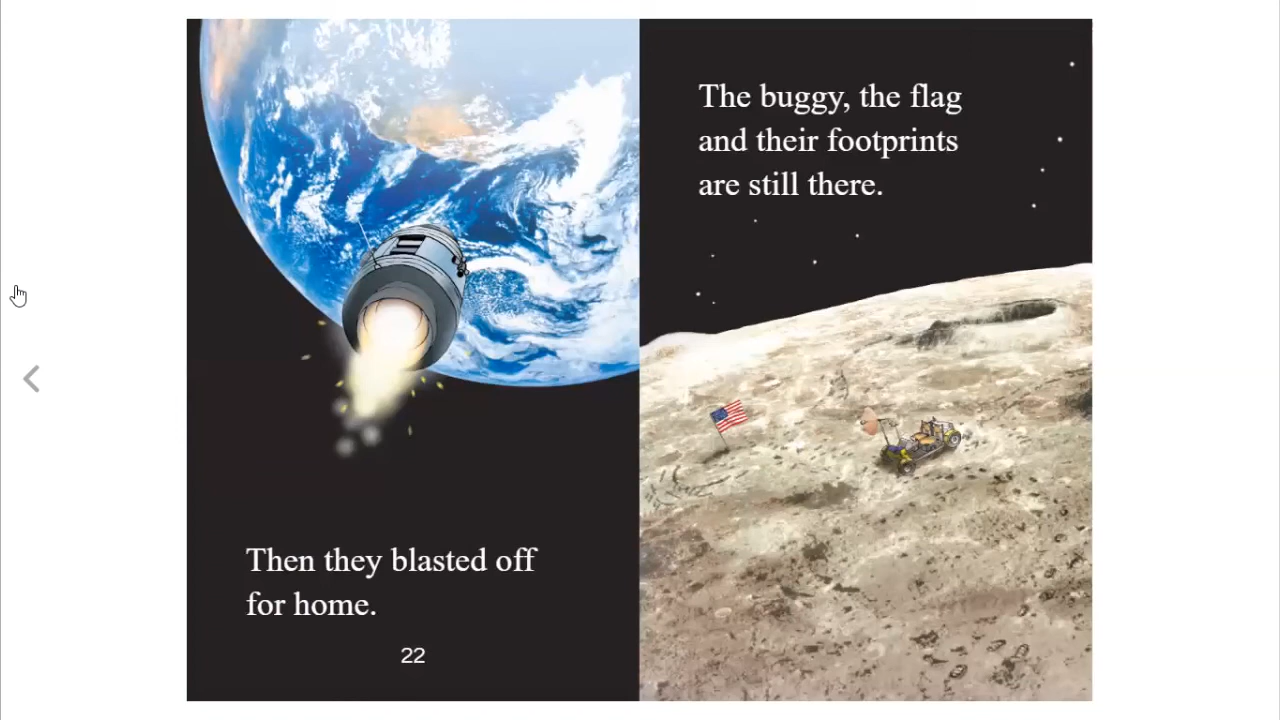 Then they blasted off
for home.
22
The buggy, the flag
and their footprints
are still there.